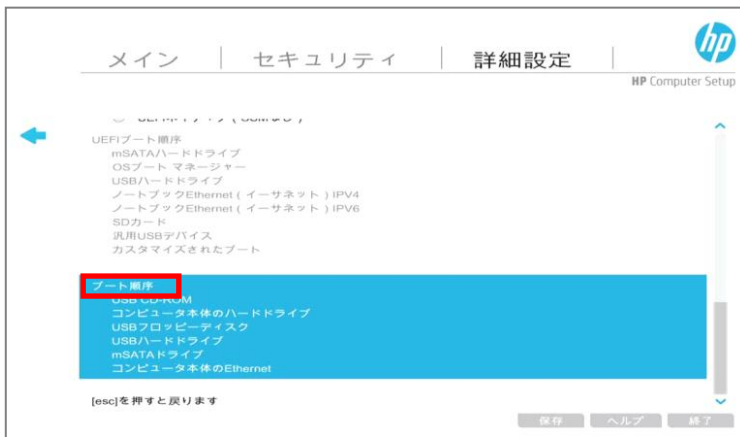 メイン | セキュリティ | 詳細設定
hp
HP Computer Setup
UEFIブート順序
mSATAハードドライブ
OSブート マネージャー
USBハードドライブ
ノートブックEthernet ( イーサネット ) IPV4
ノートブックEthernet ( イーサネット ) IPV6
SDカード
汎用USBデバイス
カスタマイズされたブート
ブート順序
USB CD-ROM
コンピュータ本体のハードドライブ
USBフロッピーディスク
USBハードドライブ
mSATAドライブ
コンピュータ本体のEthernet
[esc]を押すと戻ります
保存 ヘルプ 終了